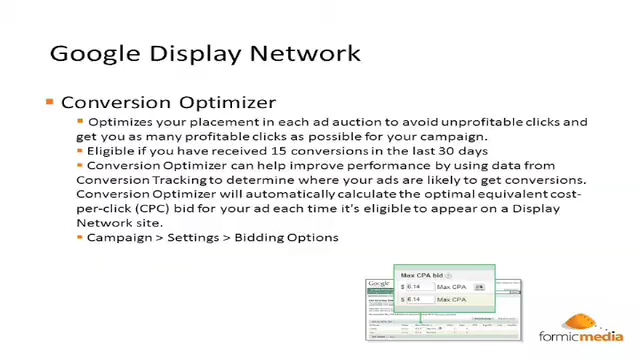 Google Display Network
Conversion Optimizer
Optimizes your placement in each ad auction to avoid unprofitable clicks and
get you as many profitable clicks as possible for your campaign.
Eligible if you have received 15 conversions in the last 30 days
Conversion Optimizer can help improve performance by using data from
Conversion Tracking to determine where your ads are likely to get conversions.
Conversion Optimizer will automatically calculate the optimal equivalent cost-
per-click (CPC) bid for your ad each time it's eligible to appear on a Display
Network site.
Campaign > Settings > Bidding Options
Max CPA bid
$ 6.14 Max CPA
$ 6.14 Max CPA
Google
formicmedia